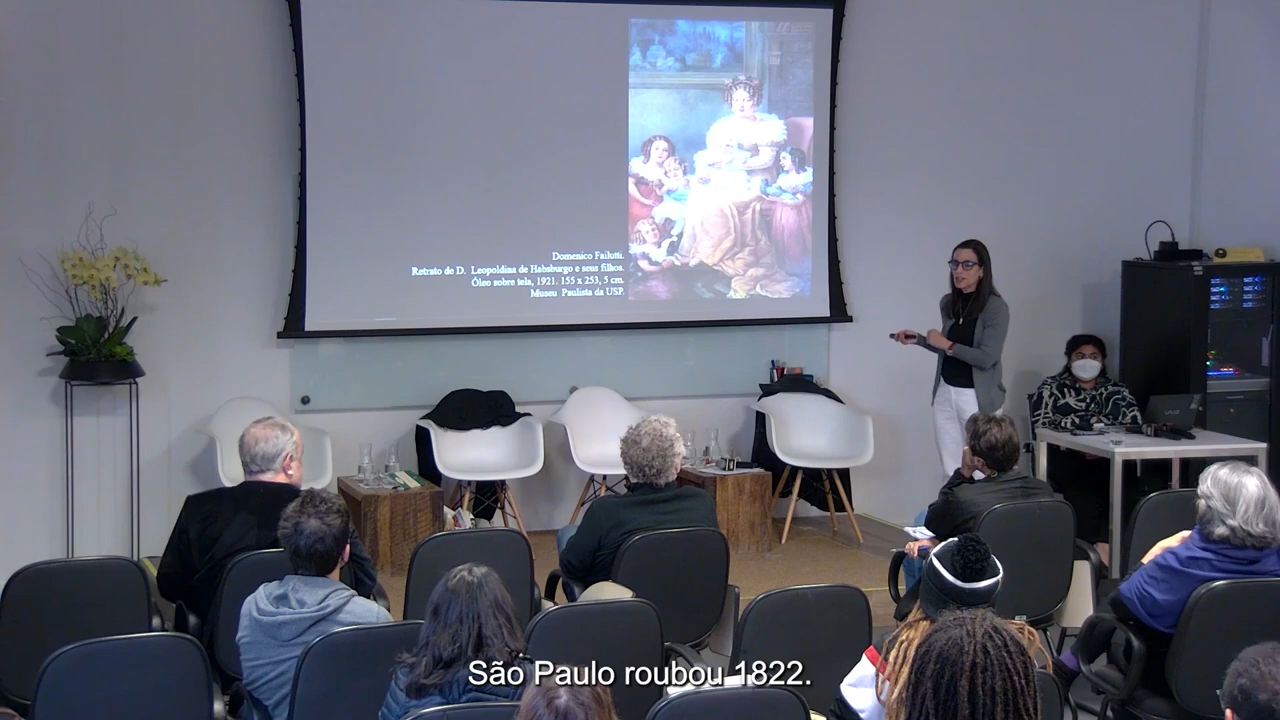 Domenico Failutti.
Retrato de D. Leopoldina de Habsburgo e seus filhos.
Óleo sobre tela, 1921. 155 x 253, 5 cm.
Museu Paulista da USP.
VAIO
São Paulo roubou 1822.